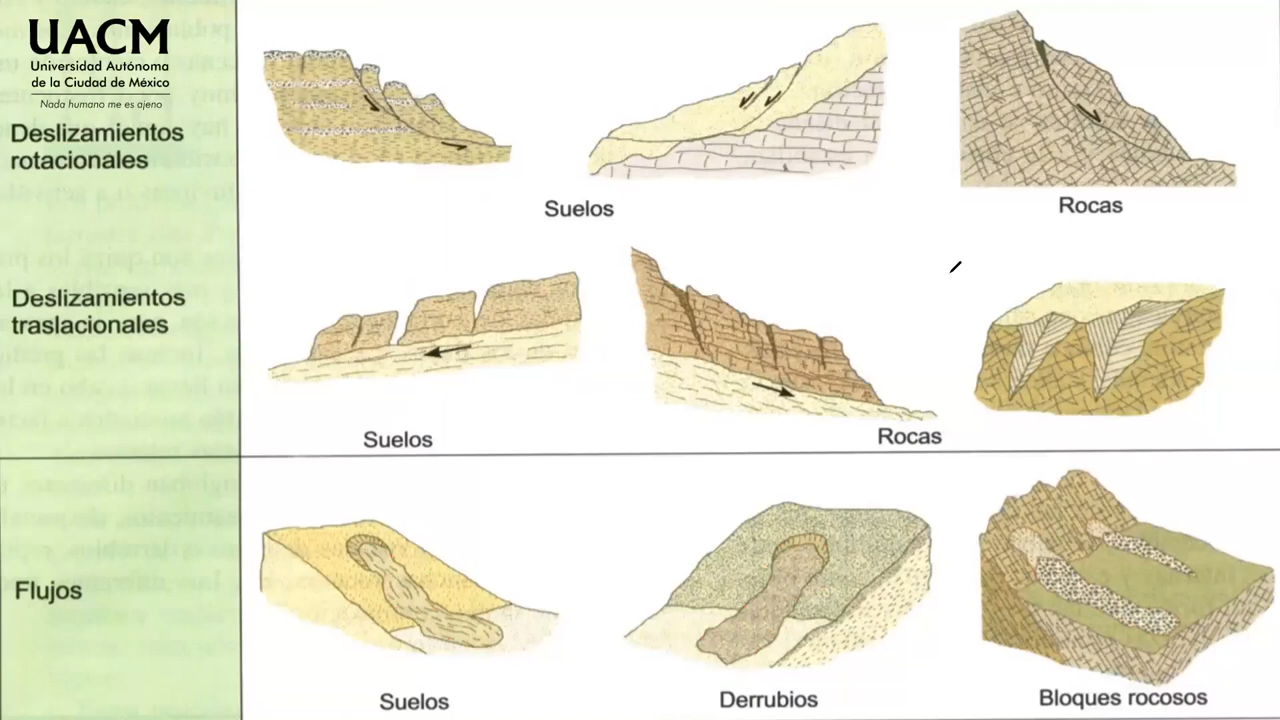 UACM
Universidad Autónoma
de la Ciudad de México
Nada humano me es ajeno
Deslizamientos
rotacionales
Suelos
Rocas
Deslizamientos
traslacionales
Suelos
Rocas
Flujos
Suelos
Derrubios
Bloques rocosos